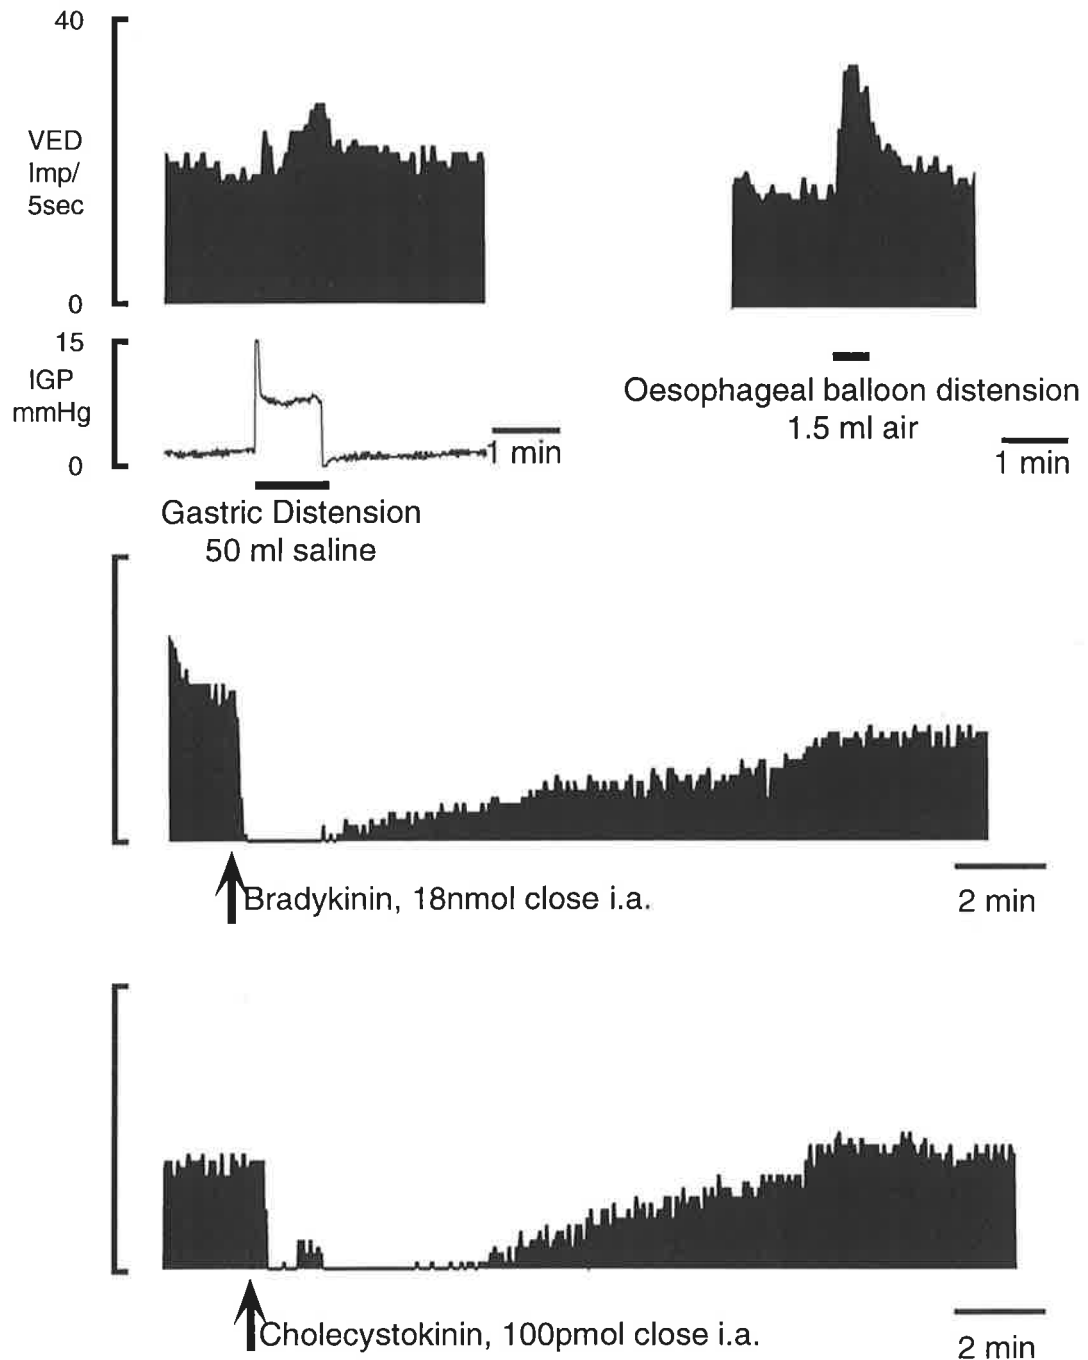 40
VED
Imp/
5sec
0
15
IGP
mmHg
0
1 min
Gastric Distension
50 ml saline
Oesophageal balloon distension
1.5 ml air
1 min
Bradykinin, 18nmol close i.a.
2 min
Cholecystokinin, 100pmol close i.a.
2 min